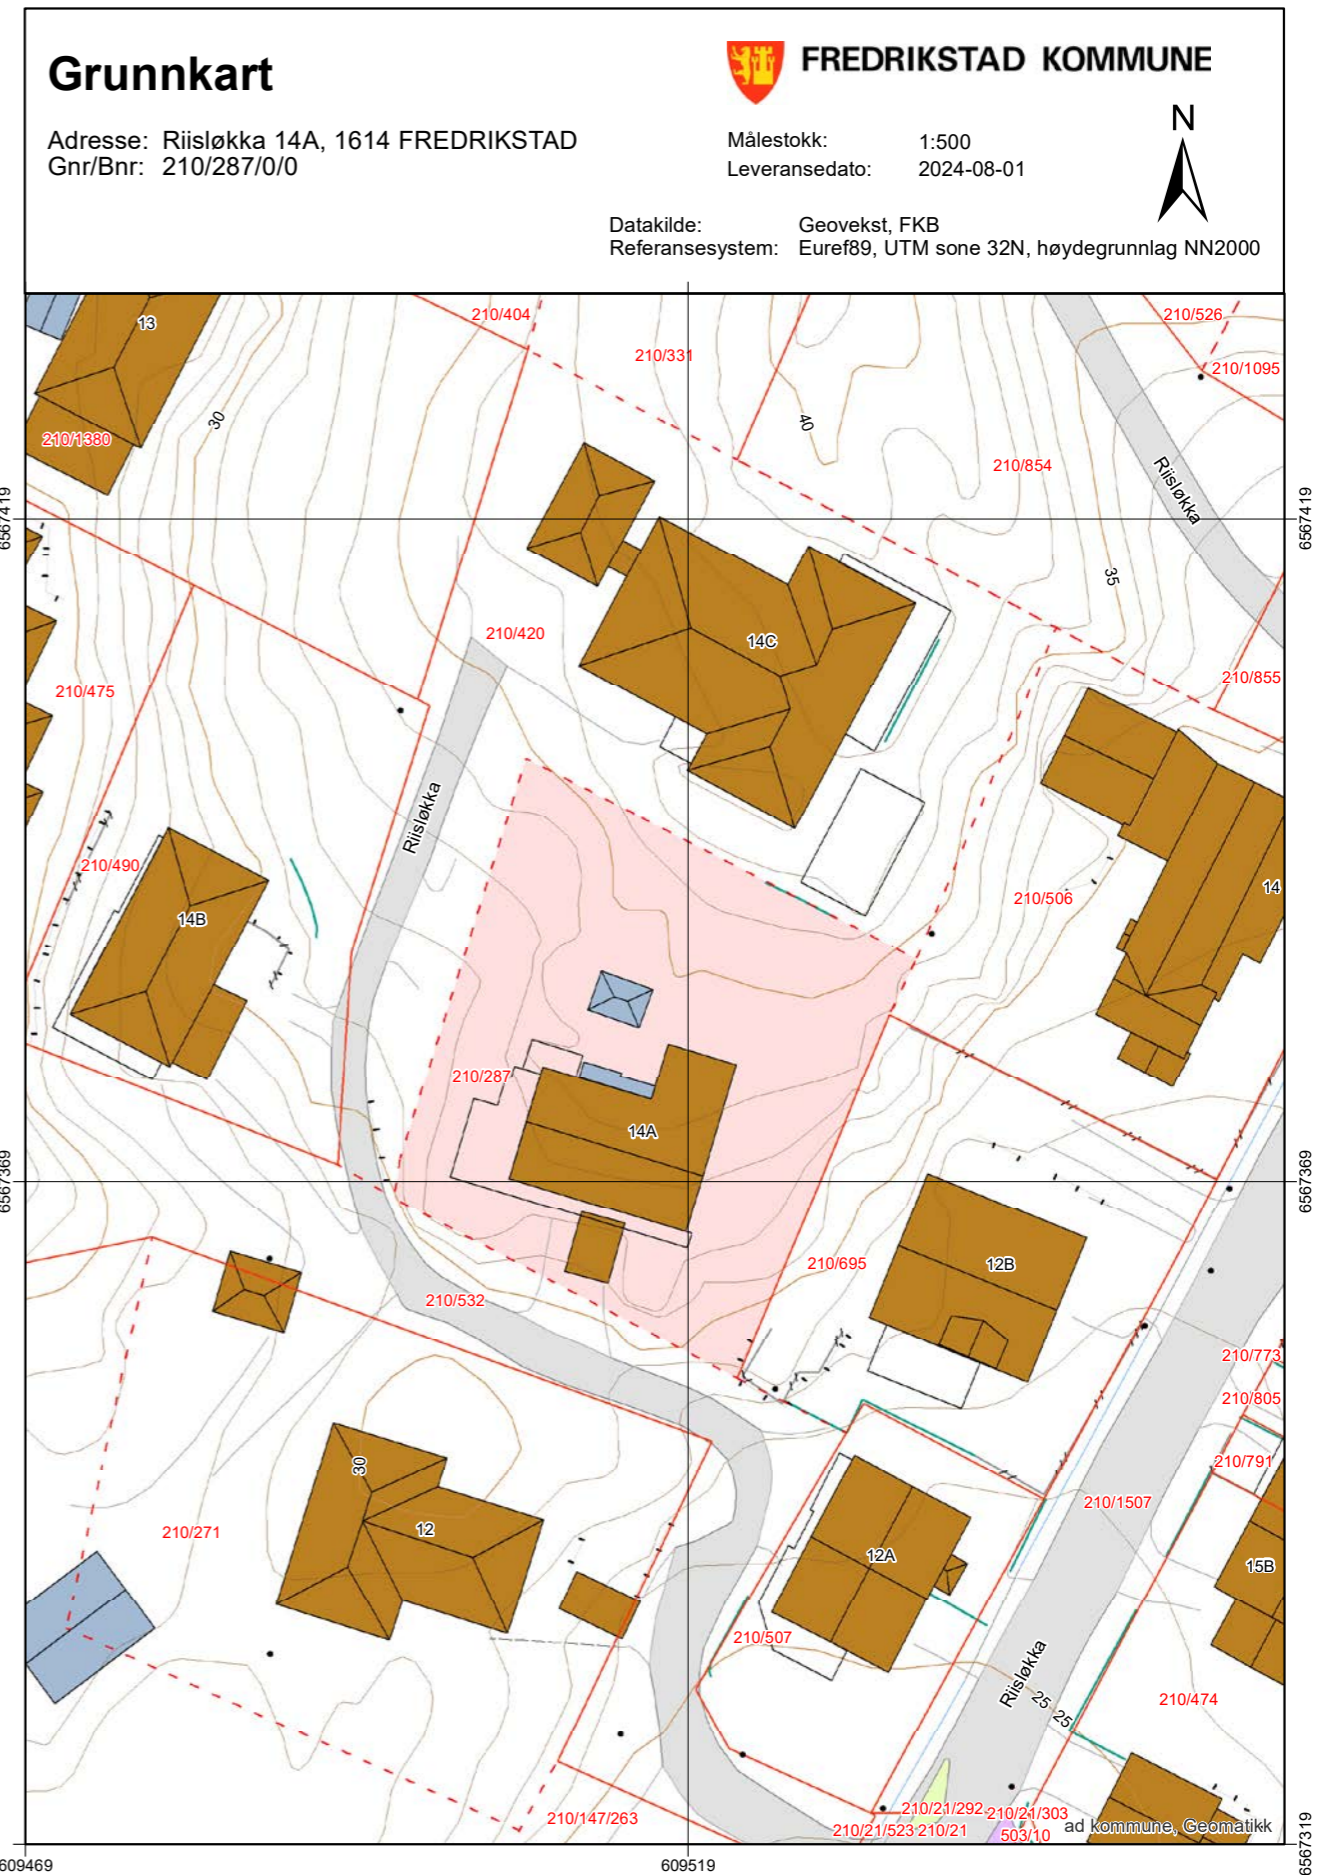 Grunnkart
FREDRIKSTAD KOMMUNE
Adresse: Riisløkka 14A, 1614 FREDRIKSTAD
Gnr/Bnr: 210/287/0/0
Målestokk: 1:500
Leveransedato: 2024-08-01
N
Datakilde: Geovekst, FKB
Referansesystem: Euref89, UTM sone 32N, høydegrunnlag NN2000
13
210/404
210/526
210/331
210/1095
30
40
210/1380
210/854
Riisløkka
6567419
6567419
35
210/420
14C
210/475
210/855
Riisløkka
210/490
14
210/506
14B
210/287
14A
6567369
6567369
210/695
12B
210/532
210/773
210/805
30
210/791
210/1507
12
210/271
12A
15B
210/507
Riisløkka
25
25
210/474
210/147/263
210/21/292
210/21/303
210/21/523
210/21
503/10
ad kommune, Geomatikk
6567319
609469
609519